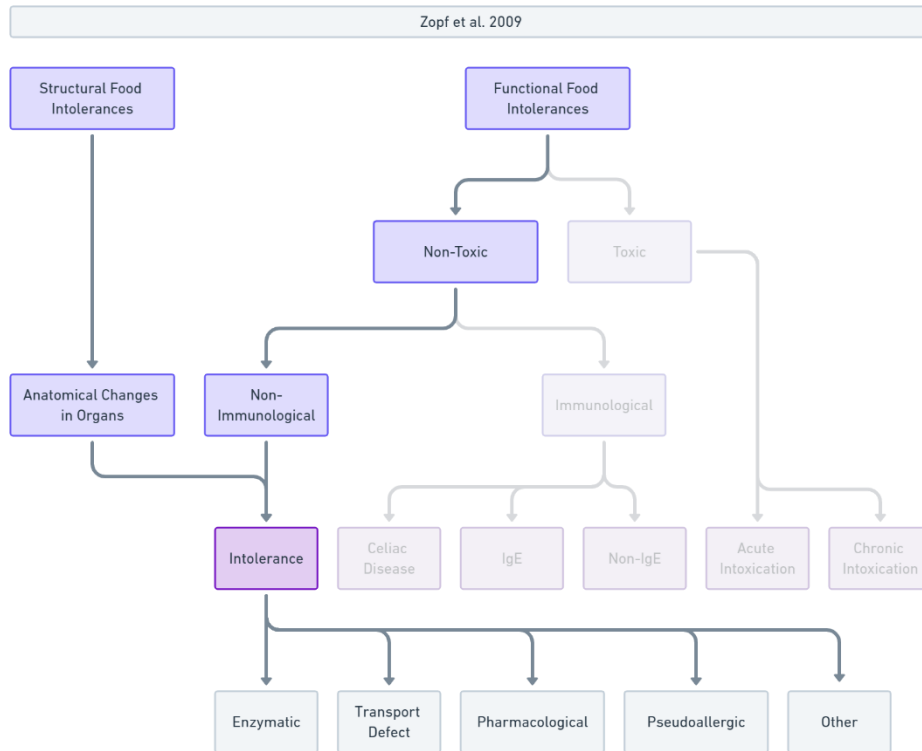 Zopf et al. 2009
Structural Food
Intolerances
Functional Food
Intolerances
Non-Toxic
Toxic
Anatomical Changes
in Organs
Non-
Immunological
Immunological
Intolerance
Celiac
Disease
IgE
Non-IgE
Acute
Intoxication
Chronic
Intoxication
Enzymatic
Transport
Defect
Pharmacological
Pseudoallergic
Other